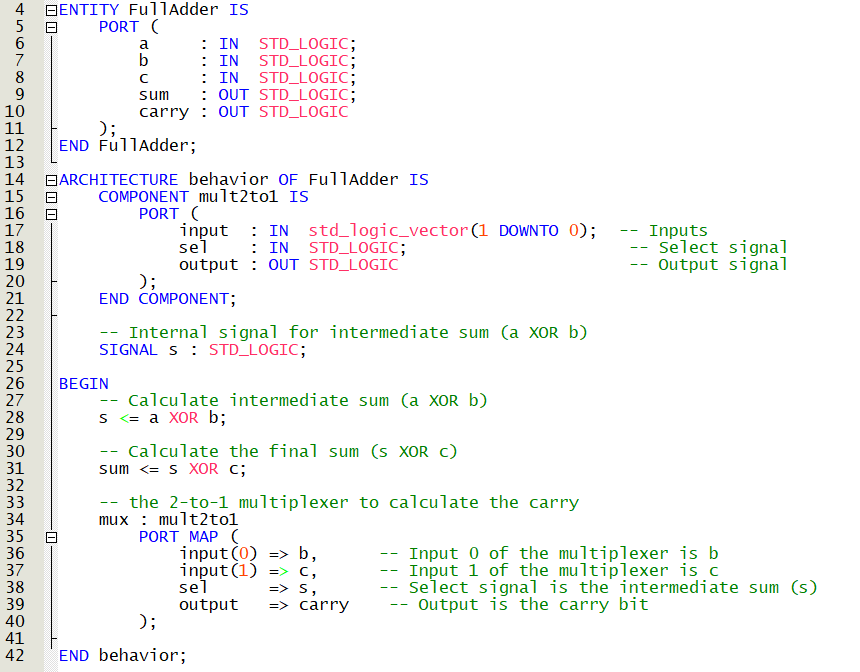 4 ENTITY FullAdder IS
5     PORT (
6         a     : IN  STD_LOGIC;
7         b     : IN  STD_LOGIC;
8         c     : IN  STD_LOGIC;
9         sum   : OUT STD_LOGIC;
10         carry : OUT STD_LOGIC
11     );
12 END FullAdder;
13
14 ARCHITECTURE behavior OF FullAdder IS
15     COMPONENT mult2to1 IS
16         PORT (
17             input  : IN  std_logic_vector(1 DOWNTO 0);  -- Inputs
18             sel    : IN  STD_LOGIC;                      -- Select signal
19             output : OUT STD_LOGIC                       -- Output signal
20         );
21     END COMPONENT;
22
23     -- Internal signal for intermediate sum (a XOR b)
24     SIGNAL s : STD_LOGIC;
25
26 BEGIN
27     -- Calculate intermediate sum (a XOR b)
28     s <= a XOR b;
29
30     -- Calculate the final sum (s XOR c)
31     sum <= s XOR c;
32
33     -- the 2-to-1 multiplexer to calculate the carry
34     mux : mult2to1
35         PORT MAP (
36             input(0) => b,      -- Input 0 of the multiplexer is b
37             input(1) => c,      -- Input 1 of the multiplexer is c
38             sel      => s,      -- Select signal is the intermediate sum (s)
39             output   => carry    -- Output is the carry bit
40         );
41
42 END behavior;